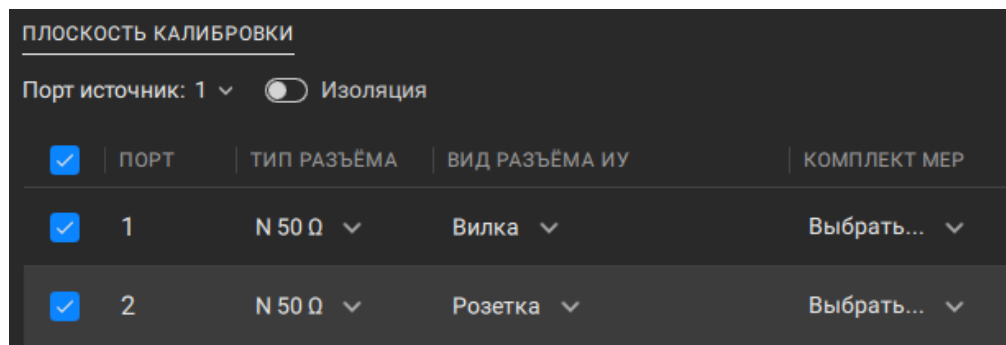 ПЛОСКОСТЬ КАЛИБРОВКИ
Порт источник: 1 Изоляция
ПОРТ ТИП РАЗЪЁМА ВИД РАЗЪЁМА ИУ КОМПЛЕКТ МЕР
1 N 50 Ω Вилка Выбрать...
2 N 50 Ω Розетка Выбрать...